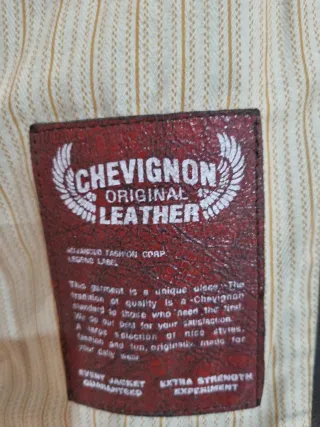 CHEVIGNON
ORIGINAL
LEATHER
ADVANCED FASHION CORP.
LEGEND LABEL
This garment is a unique piece. The
tradition of quality is a Chevignon
standard to those who need the first
We do our best for your satisfaction.
A large selection of nice styles,
fashion and fun, originals made for
your daily wear
EVERY JACKET EXTRA STRENGTH
GUARANTEED EXPERIMENT